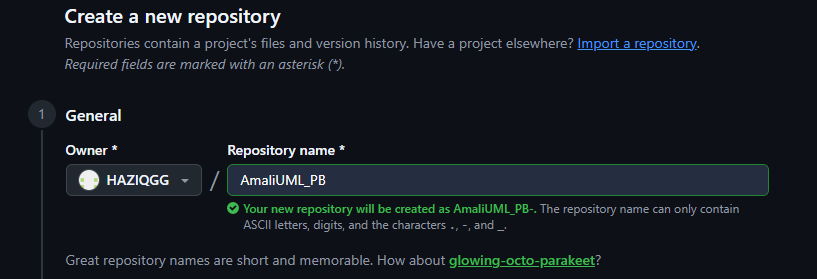 Create a new repository
Repositories contain a project's files and version history. Have a project elsewhere? Import a repository.
Required fields are marked with an asterisk (*).
1 General
Owner * Repository name *
HAZIQGG / AmaliUML_PB
Your new repository will be created as AmaliUML_PB-. The repository name can only contain
ASCII letters, digits, and the characters ., -, and _.
Great repository names are short and memorable. How about glowing-octo-parakeet?